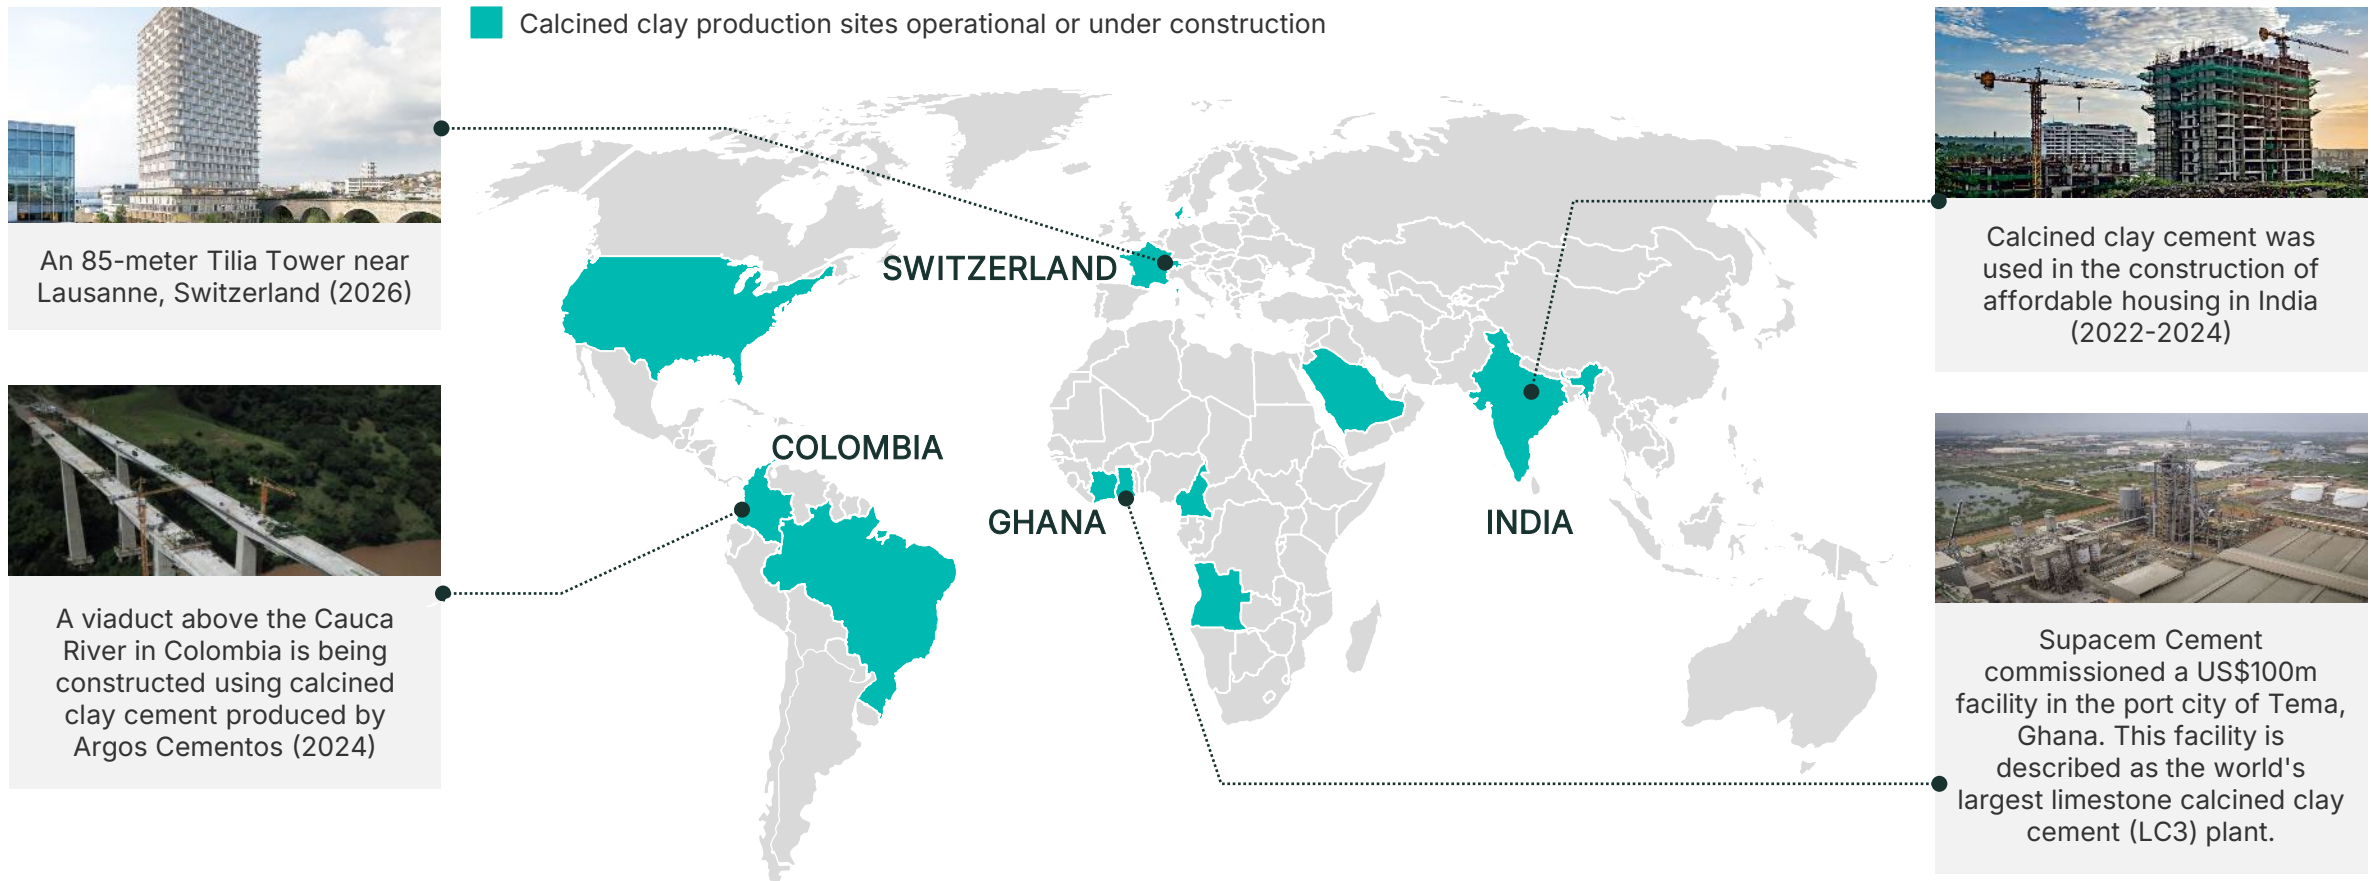 Calcined clay production sites operational or under construction
An 85-meter Tilia Tower near
Lausanne, Switzerland (2026)
A viaduct above the Cauca
River in Colombia is being
constructed using calcined
clay cement produced by
Argos Cementos (2024)
SWITZERLAND
COLOMBIA
GHANA
INDIA
Calcined clay cement was
used in the construction of
affordable housing in India
(2022-2024)
Supacem Cement
commissioned a US$100m
facility in the port city of Tema,
Ghana. This facility is
described as the world's
largest limestone calcined clay
cement (LC3) plant.